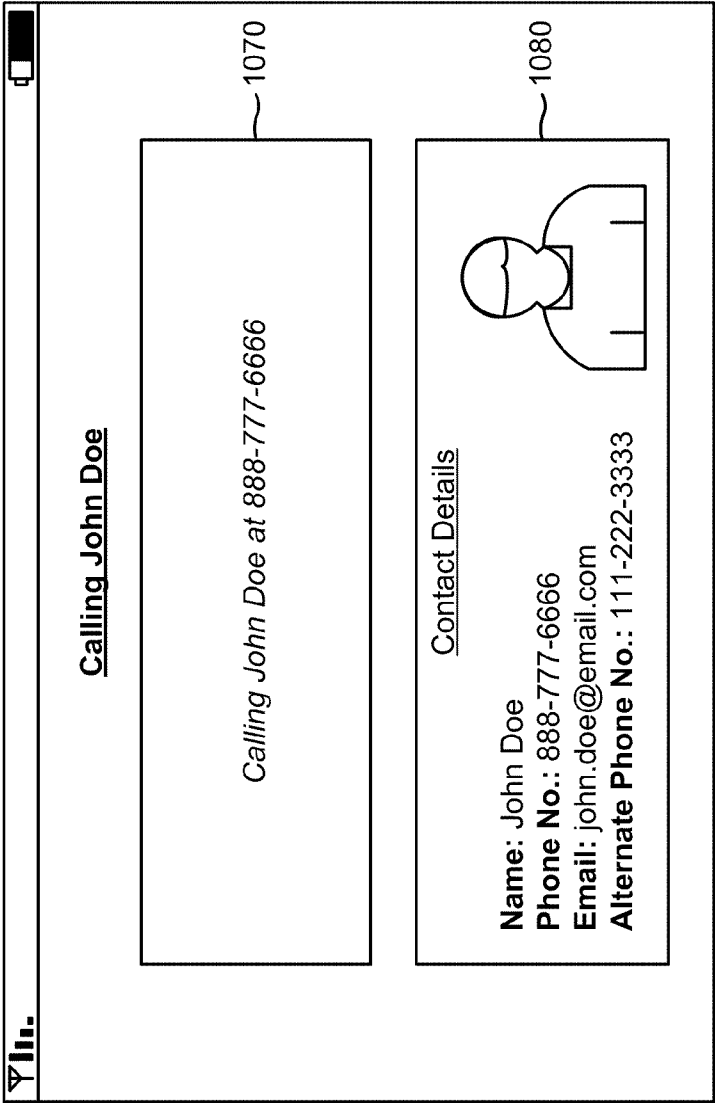 Calling John Doe
Calling John Doe at 888-777-6666
1070
Contact Details
Name: John Doe
Phone No.: 888-777-6666
Email: john.doe@email.com
Alternate Phone No.: 111-222-3333
1080